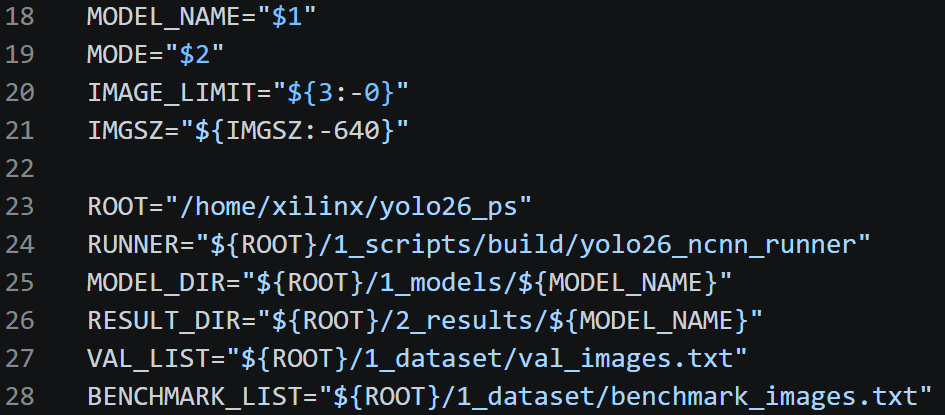 18 MODEL_NAME="$1"
19 MODE="$2"
20 IMAGE_LIMIT="${3:-0}"
21 IMGSZ="${IMGSZ:-640}"
22
23 ROOT="/home/xilinx/yolo26_ps"
24 RUNNER="${ROOT}/1_scripts/build/yolo26_ncnn_runner"
25 MODEL_DIR="${ROOT}/1_models/${MODEL_NAME}"
26 RESULT_DIR="${ROOT}/2_results/${MODEL_NAME}"
27 VAL_LIST="${ROOT}/1_dataset/val_images.txt"
28 BENCHMARK_LIST="${ROOT}/1_dataset/benchmark_images.txt"